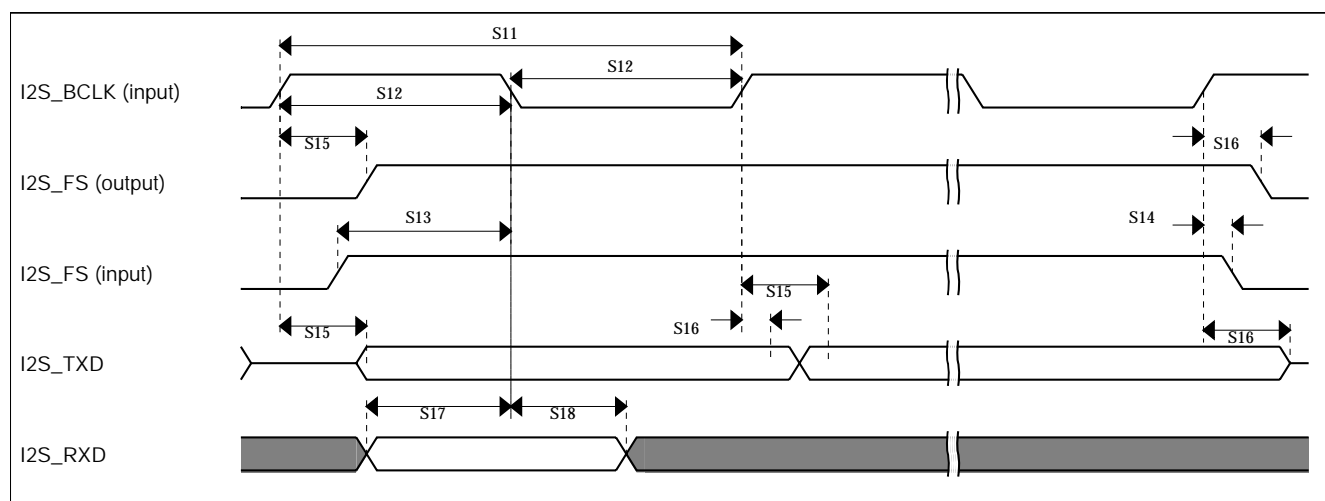 S11
S12
I2S_BCLK (input)
S12
S15
S16
I2S_FS (output)
S13
S14
I2S_FS (input)
S15
S15
S16
S16
I2S_TXD
S17
S18
I2S_RXD